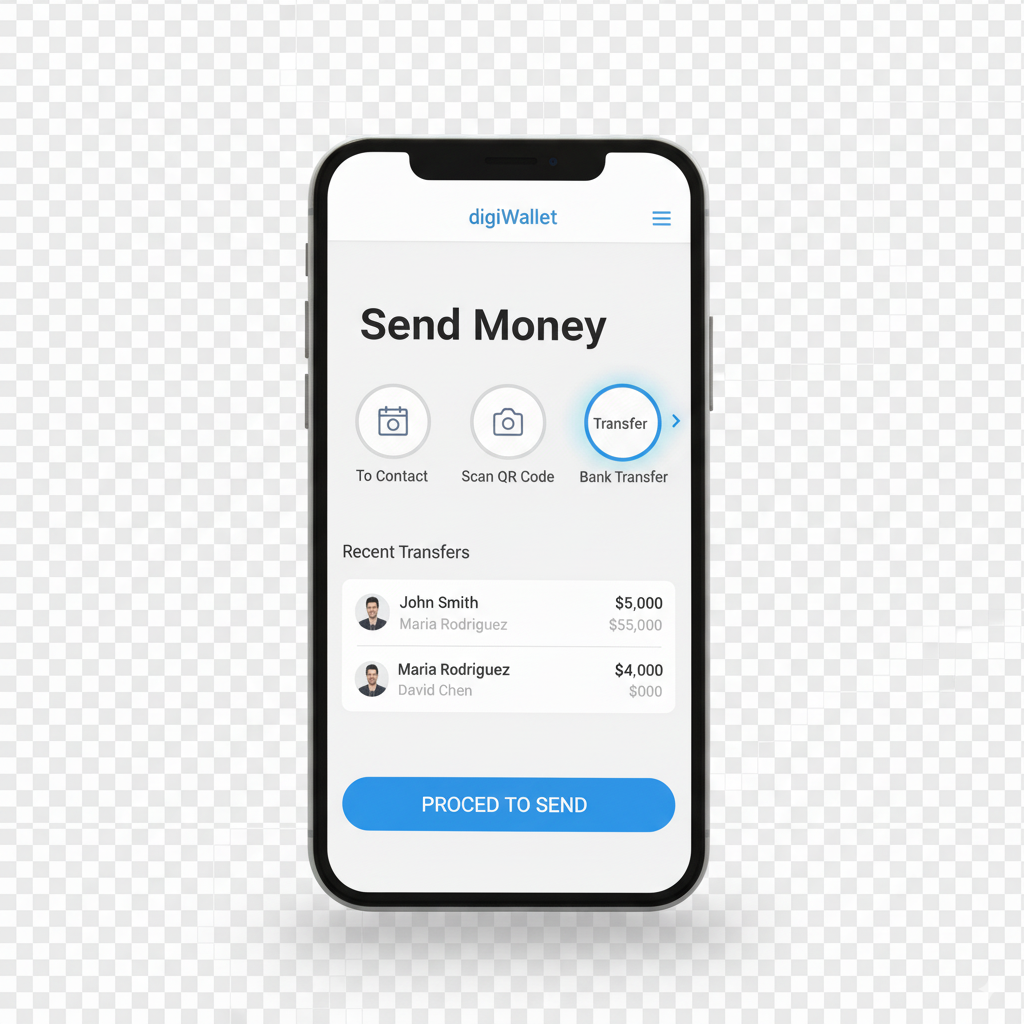 digiWallet
Send Money
Transfer
To Contact Scan QR Code Bank Transfer
Recent Transfers
John Smith $5,000
Maria Rodriguez $55,000
Maria Rodriguez $4,000
David Chen $000
PROCED TO SEND